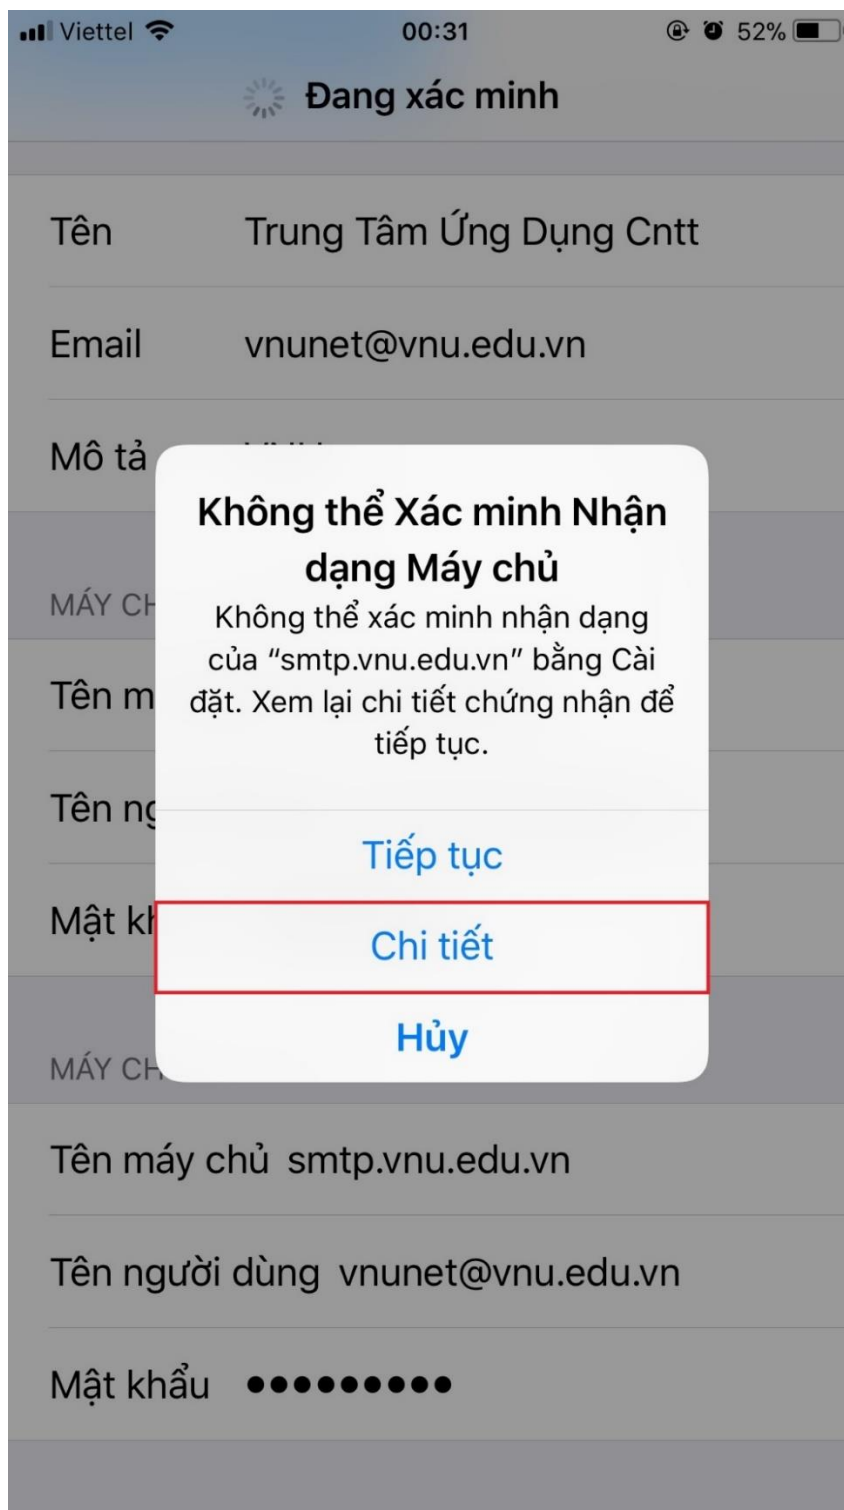 Viettel 00:31 52%
Đang xác minh
Tên Trung Tâm Ứng Dụng Cntt
Email vnunet@vnu.edu.vn
Mô tả
Không thể Xác minh Nhận
dạng Máy chủ
Không thể xác minh nhận dạng
của “smtp.vnu.edu.vn” bằng Cài
đặt. Xem lại chi tiết chứng nhận để
tiếp tục.
Tiếp tục
Chi tiết
Hủy
MÁY
Tên
Tên
Mật
MÁY
Tên máy chủ smtp.vnu.edu.vn
Tên người dùng vnunet@vnu.edu.vn
Mật khẩu ●●●●●●●●●